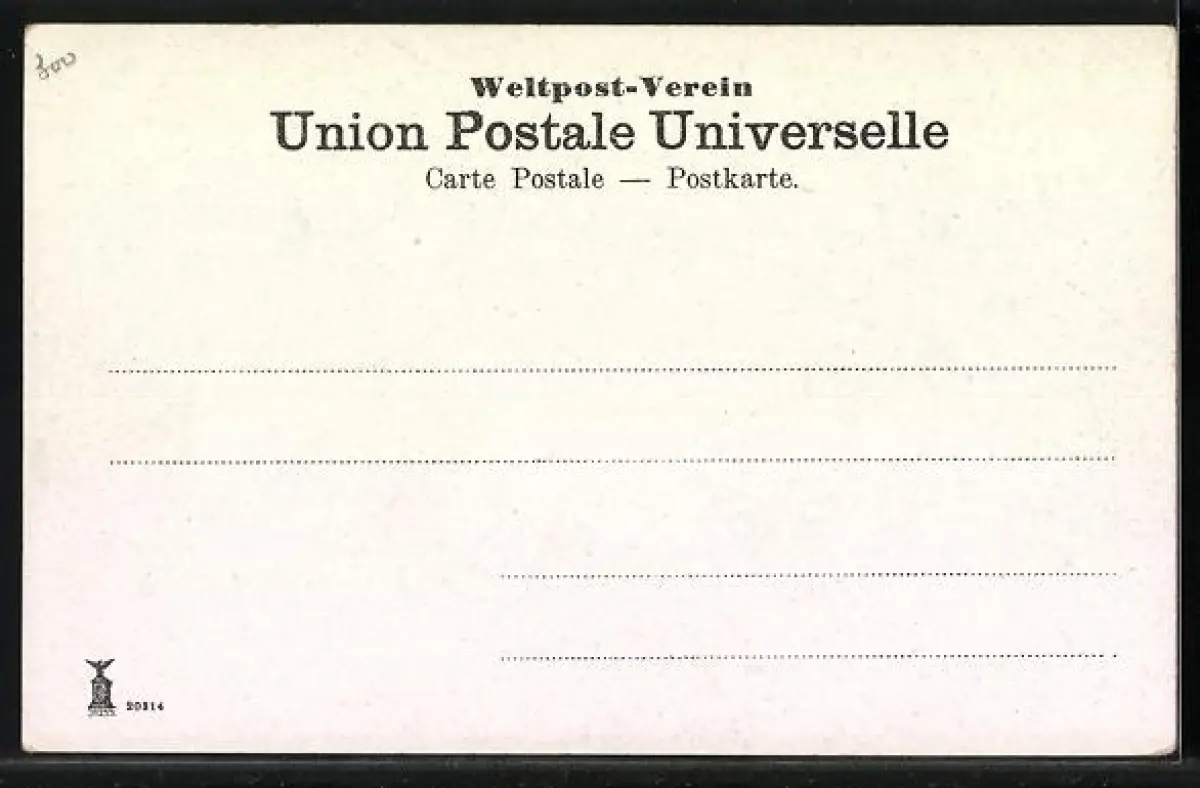 Weltpost-Verein
Union Postale Universelle
Carte Postale — Postkarte.
20314